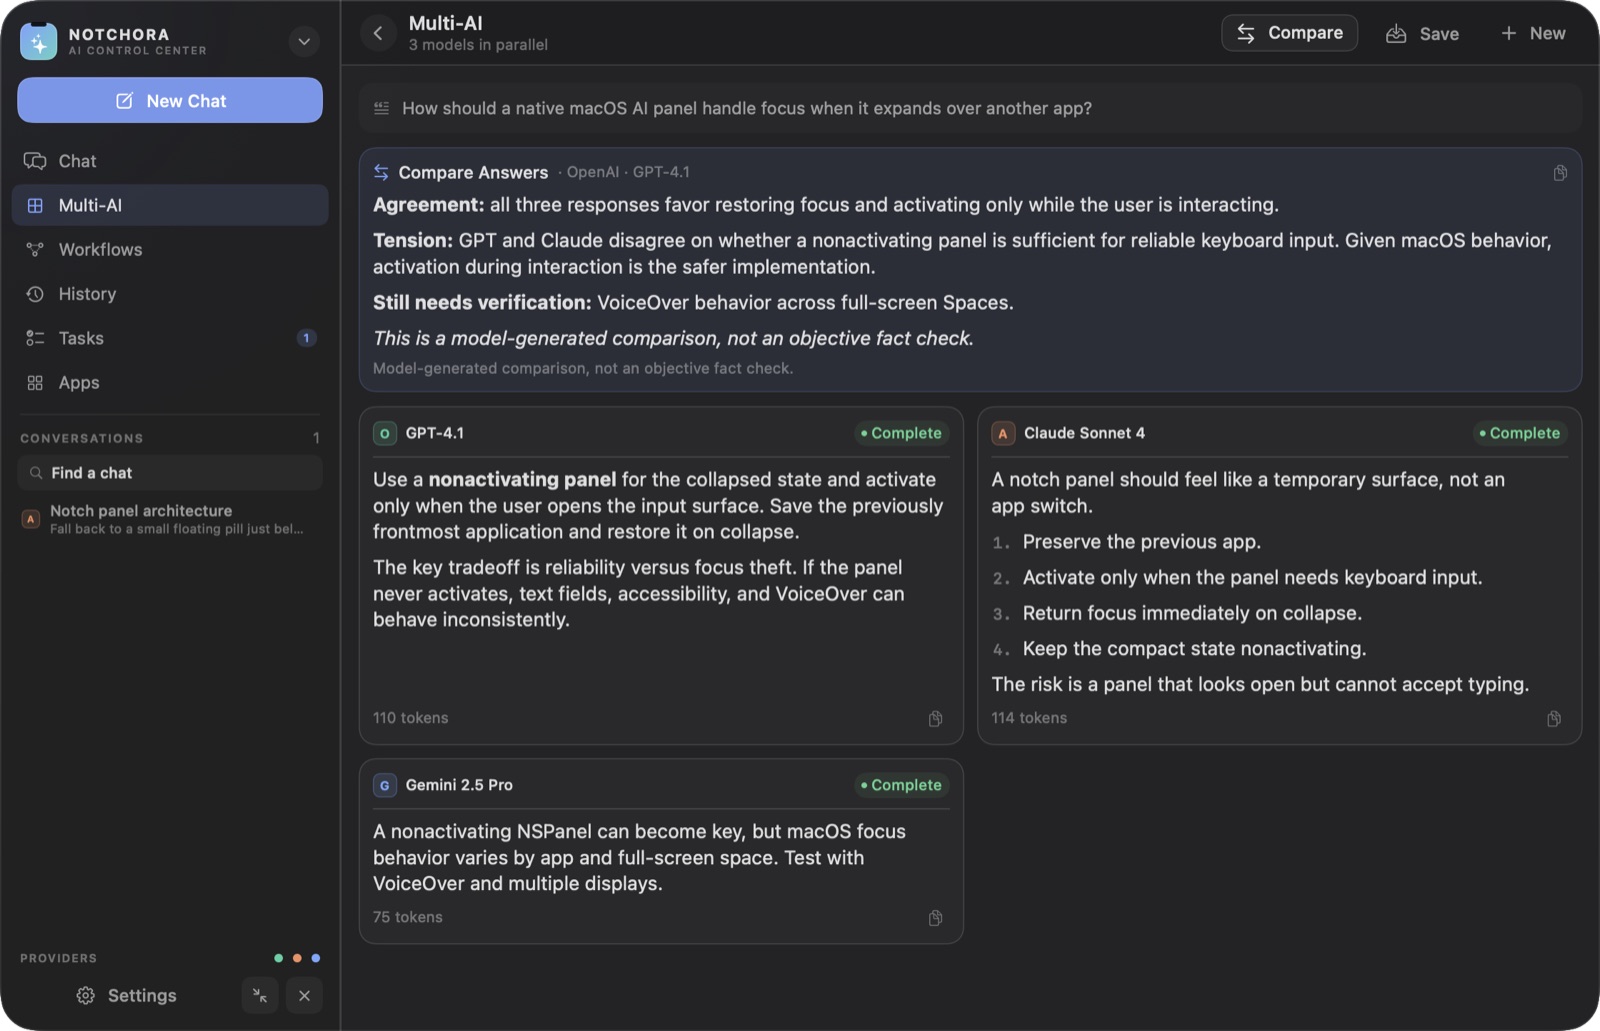 NOTCHORA
AI CONTROL CENTER
New Chat
Chat
Multi-AI
Workflows
History
Tasks
1
Apps
CONVERSATIONS
1
Find a chat
A
Notch panel architecture
Fall back to a small floating pill just bel...
PROVIDERS
Settings
Multi-AI
3 models in parallel
Compare
Save
New
How should a native macOS AI panel handle focus when it expands over another app?
Compare Answers · OpenAI · GPT-4.1
Agreement: all three responses favor restoring focus and activating only while the user is interacting.
Tension: GPT and Claude disagree on whether a nonactivating panel is sufficient for reliable keyboard input. Given macOS behavior,
activation during interaction is the safer implementation.
Still needs verification: VoiceOver behavior across full-screen Spaces.
This is a model-generated comparison, not an objective fact check.
Model-generated comparison, not an objective fact check.
O
GPT-4.1
Complete
Use a nonactivating panel for the collapsed state and activate
only when the user opens the input surface. Save the previously
frontmost application and restore it on collapse.
The key tradeoff is reliability versus focus theft. If the panel
never activates, text fields, accessibility, and VoiceOver can
behave inconsistently.
110 tokens
A
Claude Sonnet 4
Complete
A notch panel should feel like a temporary surface, not an
app switch.
1. Preserve the previous app.
2. Activate only when the panel needs keyboard input.
3. Return focus immediately on collapse.
4. Keep the compact state nonactivating.
The risk is a panel that looks open but cannot accept typing.
114 tokens
G
Gemini 2.5 Pro
Complete
A nonactivating NSPanel can become key, but macOS focus
behavior varies by app and full-screen space. Test with
VoiceOver and multiple displays.
75 tokens